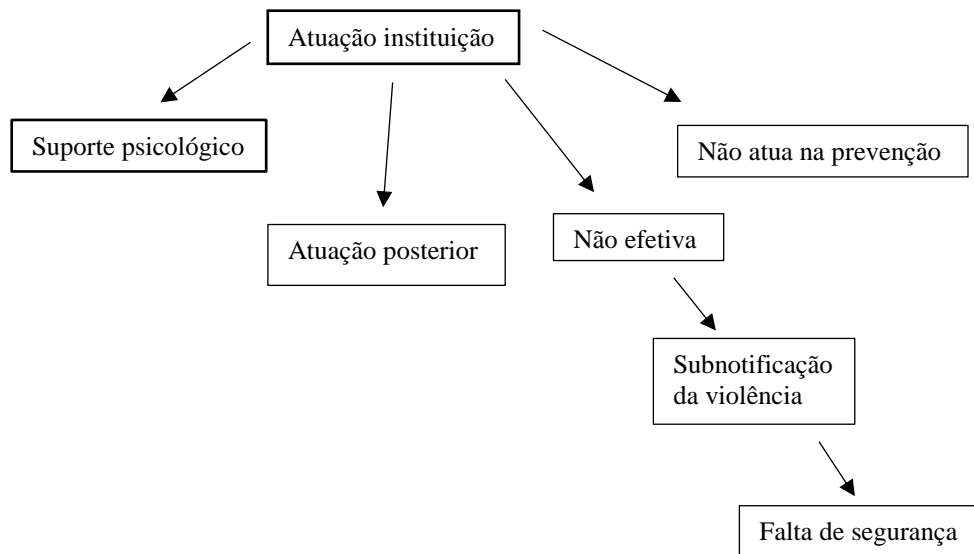 Atuação instituição
Suporte psicológico
Não atua na prevenção
Atuação posterior
Não efetiva
Subnotificação
da violência
Falta de segurança